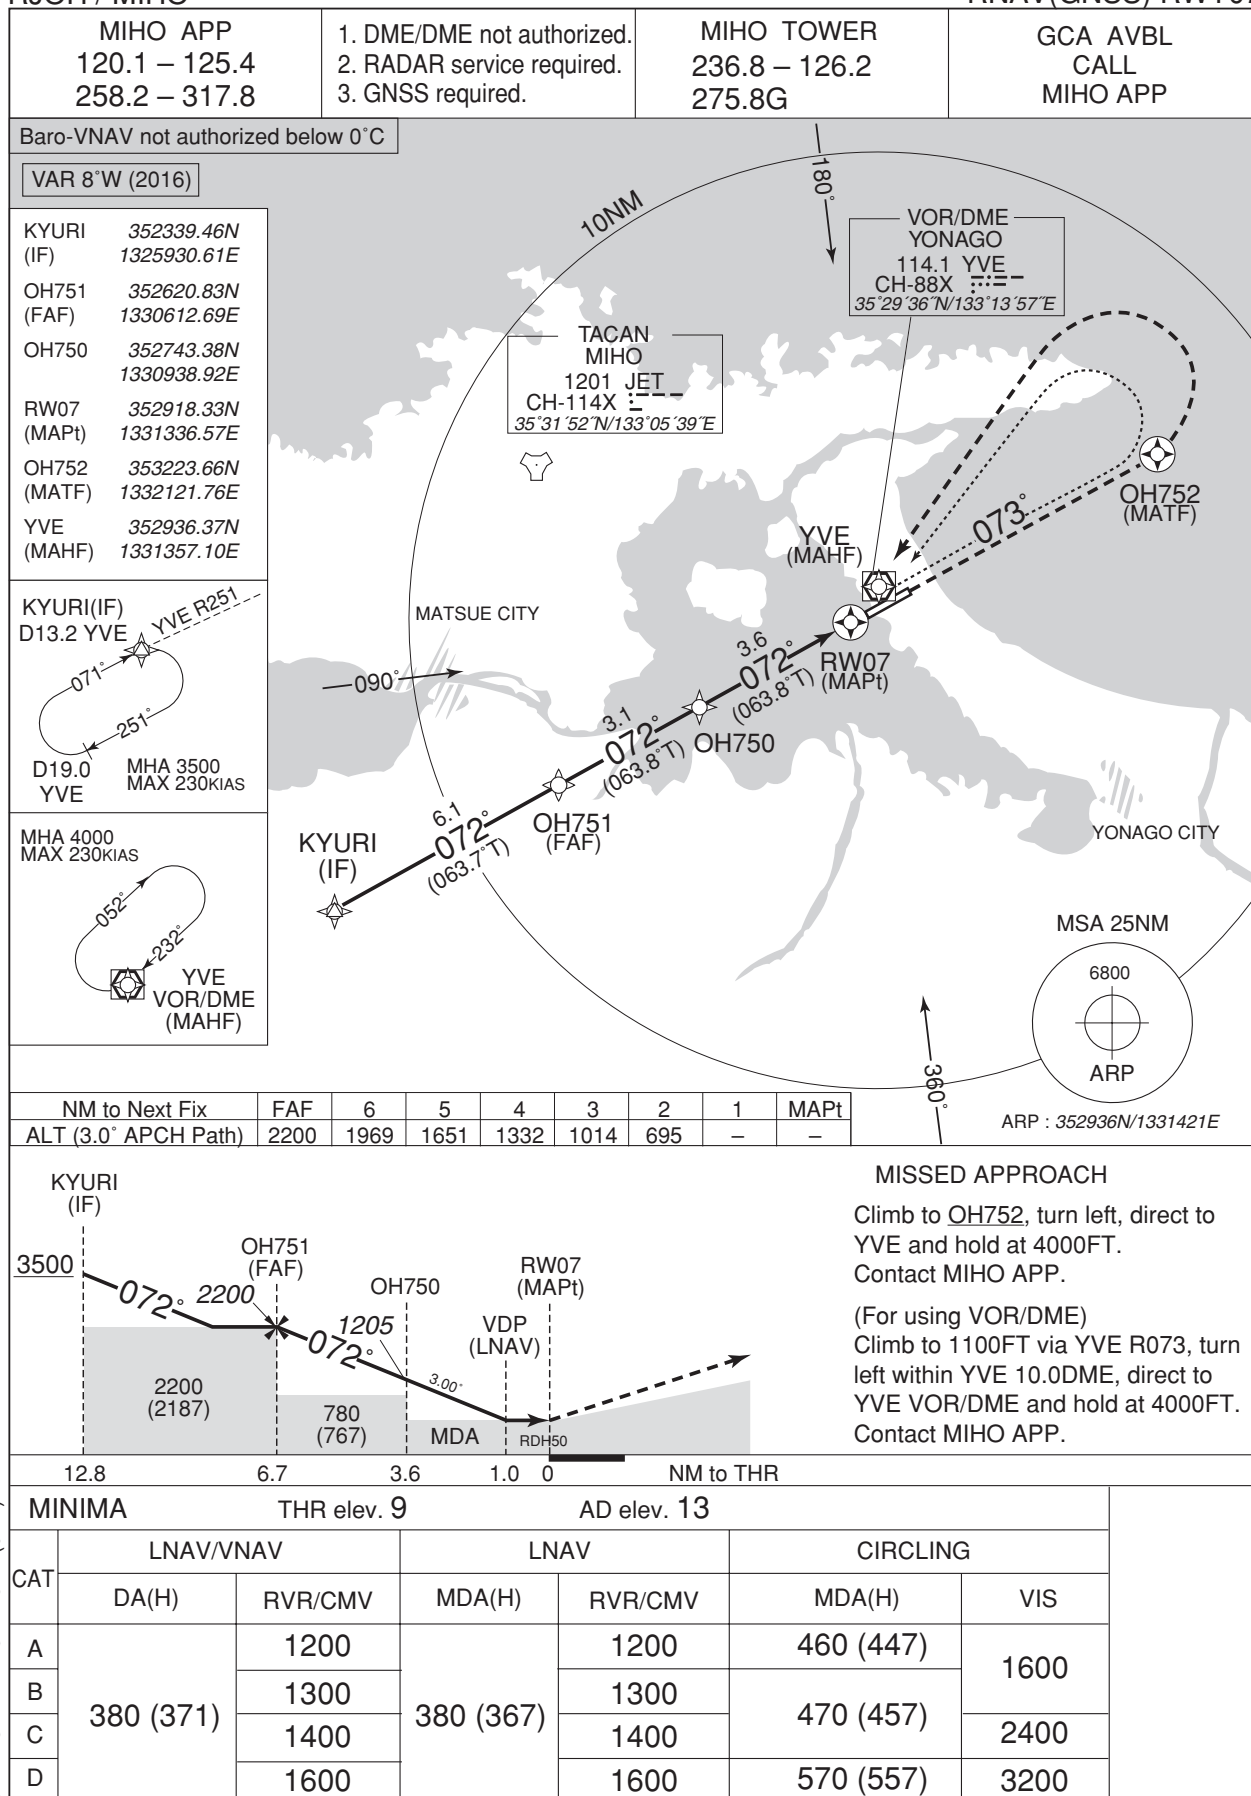 RJOH / MIHO
RNAV(GNSS) RWY07
MIHO APP
120.1 – 125.4
258.2 – 317.8
1. DME/DME not authorized.
2. RADAR service required.
3. GNSS required.
MIHO TOWER
236.8 – 126.2
275.8G
GCA AVBL
CALL
MIHO APP
Baro-VNAV not authorized below 0°C
VAR 8°W (2016)
KYURI 352339.46N
(IF) 1325930.61E
OH751 352620.83N
(FAF) 1330612.69E
OH750 352743.38N
1330938.92E
RW07 352918.33N
(MAPt) 1331336.57E
OH752 353223.66N
(MATF) 1332121.76E
YVE 352936.37N
(MAHF) 1331357.10E
KYURI(IF)
D13.2 YVE
YVE R251
071°
251°
D19.0
YVE
MHA 3500
MAX 230KIAS
MHA 4000
MAX 230KIAS
052°
232°
YVE
VOR/DME
(MAHF)
10NM
180°
VOR/DME
YONAGO
114.1 YVE
CH-88X
35°29´36˝N/133°13´57˝E
TACAN
MIHO
1201 JET
CH-114X
35°31´52˝N/133°05´39˝E
OH752
(MATF)
073°
YVE
(MAHF)
MATSUE CITY
090°
RW07
(MAPt)
3.6
072°
(063.8°T)
OH750
3.1
072°
(063.8°T)
OH751
(FAF)
6.1
072°
(063.7°T)
KYURI
(IF)
YONAGO CITY
MSA 25NM
6800
ARP
360°
ARP : 352936N/1331421E
NM to Next Fix FAF 6 5 4 3 2 1 MAPt
ALT (3.0° APCH Path) 2200 1969 1651 1332 1014 695 – –
KYURI
(IF)
3500
072°
OH751
(FAF)
2200
OH750
1205
072°
3.00°
VDP
(LNAV)
RW07
(MAPt)
2200
(2187)
780
(767)
MDA
RDH50
12.8 6.7 3.6 1.0 0 NM to THR
MISSED APPROACH
Climb to OH752, turn left, direct to
YVE and hold at 4000FT.
Contact MIHO APP.
(For using VOR/DME)
Climb to 1100FT via YVE R073, turn
left within YVE 10.0DME, direct to
YVE VOR/DME and hold at 4000FT.
Contact MIHO APP.
MINIMA THR elev. 9 AD elev. 13
CAT LNAV/VNAV LNAV CIRCLING
DA(H) RVR/CMV MDA(H) RVR/CMV MDA(H) VIS
A 380 (371) 1200 380 (367) 1200 460 (447) 1600
B 1300 1300 470 (457)
C 1400 1400 2400
D 1600 1600 570 (557) 3200